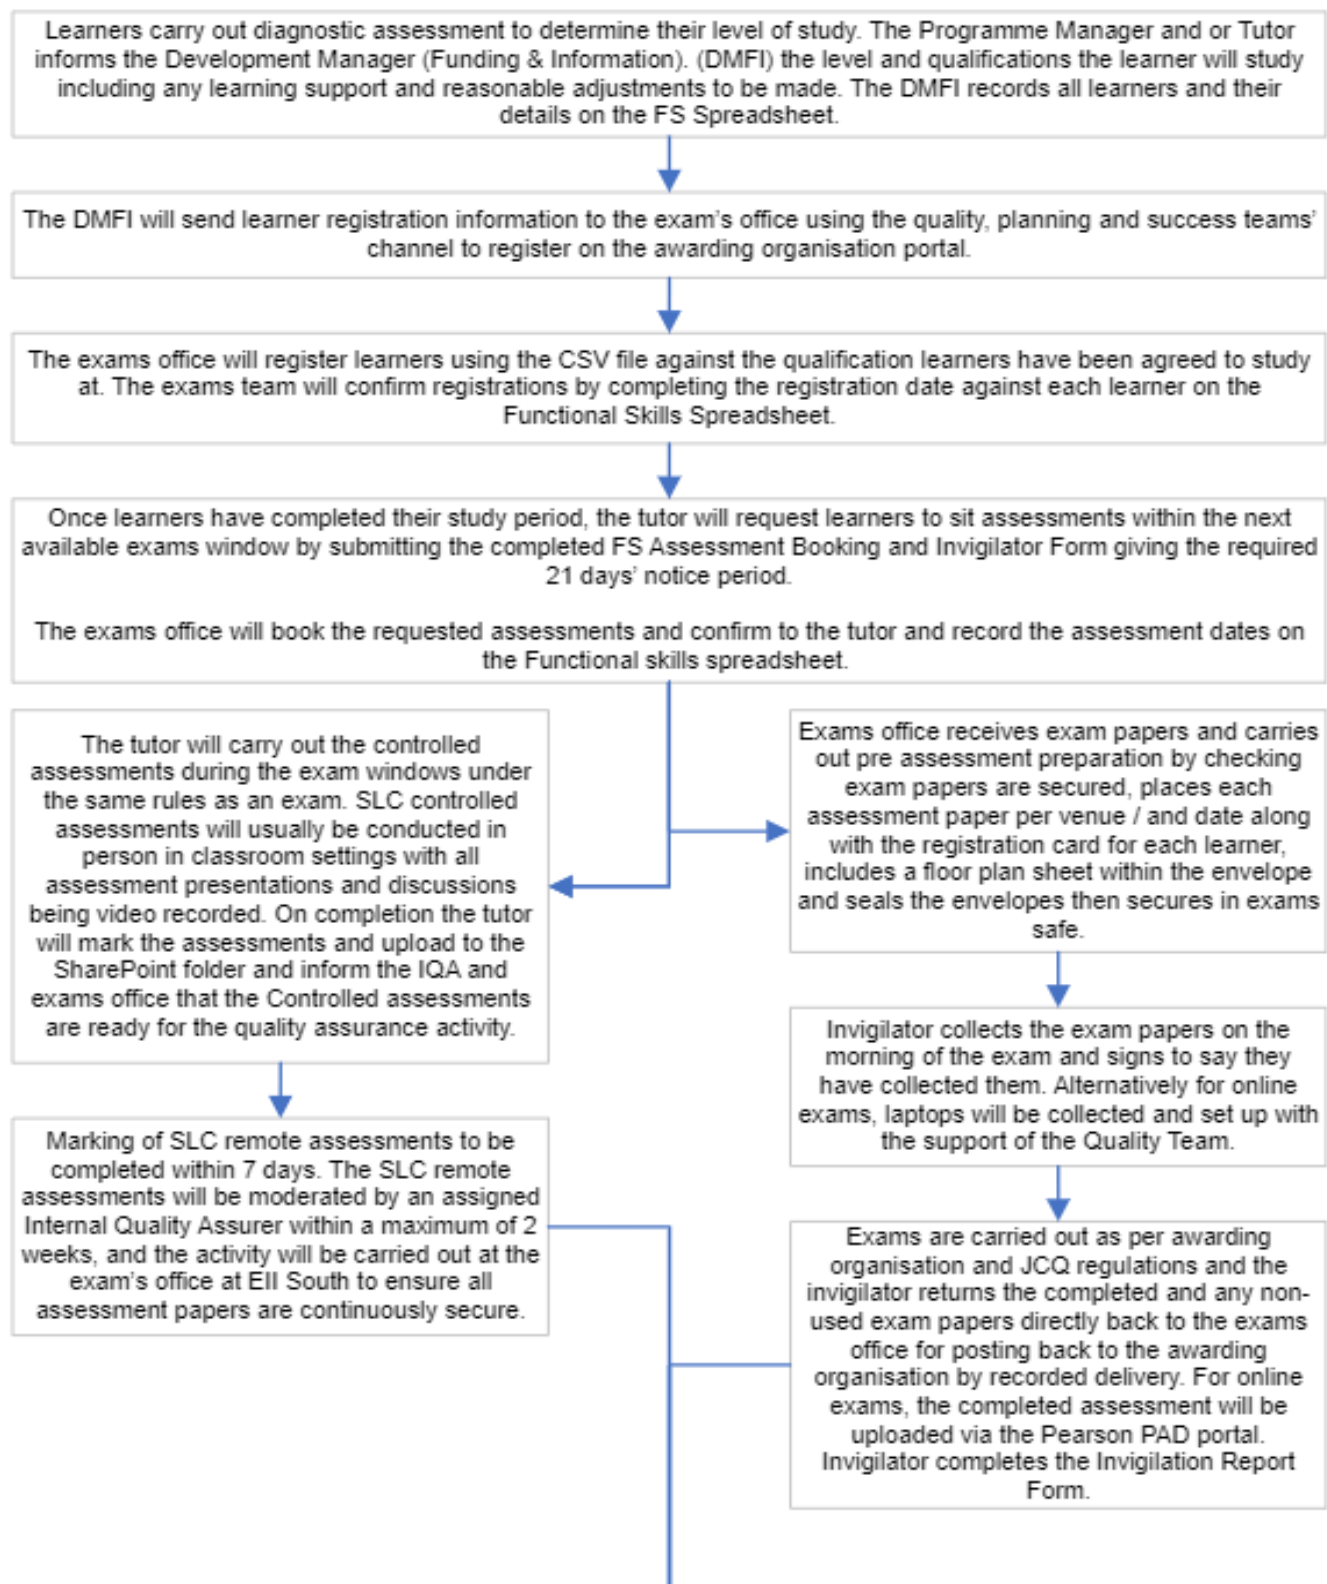 Learners carry out diagnostic assessment to determine their level of study. The Programme Manager and or Tutor
informs the Development Manager (Funding & Information). (DMFI) the level and qualifications the learner will study
including any learning support and reasonable adjustments to be made. The DMFI records all learners and their
details on the FS Spreadsheet.
The DMFI will send learner registration information to the exam's office using the quality, planning and success teams'
channel to register on the awarding organisation portal.
The exams office will register learners using the CSV file against the qualification learners have been agreed to study
at. The exams team will confirm registrations by completing the registration date against each learner on the
Functional Skills Spreadsheet.
Once learners have completed their study period, the tutor will request learners to sit assessments within the next
available exams window by submitting the completed FS Assessment Booking and Invigilator Form giving the required
21 days' notice period.
The exams office will book the requested assessments and confirm to the tutor and record the assessment dates on
the Functional skills spreadsheet.
The tutor will carry out the controlled
assessments during the exam windows under
the same rules as an exam. SLC controlled
assessments will usually be conducted in
person in classroom settings with all
assessment presentations and discussions
being video recorded. On completion the tutor
will mark the assessments and upload to the
SharePoint folder and inform the IQA and
exams office that the Controlled assessments
are ready for the quality assurance activity.
Marking of SLC remote assessments to be
completed within 7 days. The SLC remote
assessments will be moderated by an assigned
Internal Quality Assurer within a maximum of 2
weeks, and the activity will be carried out at the
exam's office at EII South to ensure all
assessment papers are continuously secure.
Exams office receives exam papers and carries
out pre assessment preparation by checking
exam papers are secured, places each
assessment paper per venue / and date along
with the registration card for each learner,
includes a floor plan sheet within the envelope
and seals the envelopes then secures in exams
safe.
Invigilator collects the exam papers on the
morning of the exam and signs to say they
have collected them. Alternatively for online
exams, laptops will be collected and set up with
the support of the Quality Team.
Exams are carried out as per awarding
organisation and JCQ regulations and the
invigilator returns the completed and any non-
used exam papers directly back to the exams
office for posting back to the awarding
organisation by recorded delivery. For online
exams, the completed assessment will be
uploaded via the Pearson PAD portal.
Invigilator completes the Invigilation Report
Form.